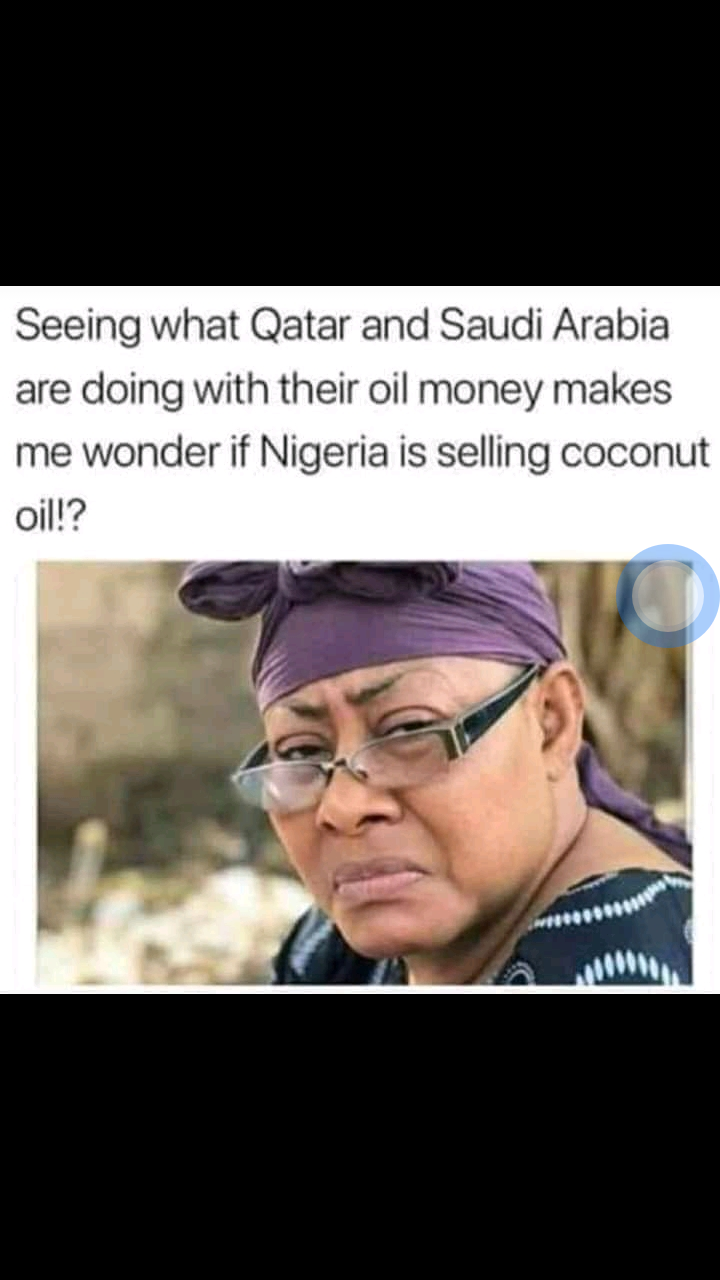 Seeing what Qatar and Saudi Arabia
are doing with their oil money makes
me wonder if Nigeria is selling coconut
oil!?